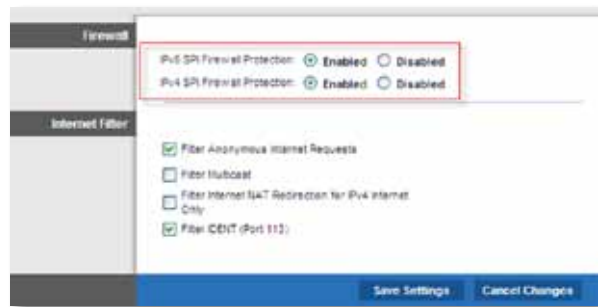 Firewall
IPv6 SPI Firewall Protection: Enabled Disabled
IPv4 SPI Firewall Protection: Enabled Disabled
Internet Filter
Filter Anonymous Internet Requests
Filter Multicast
Filter Internet NAT Redirection for IPv4 Internet
Only
Filter IDENT (Port 113)
Save Settings Cancel Changes